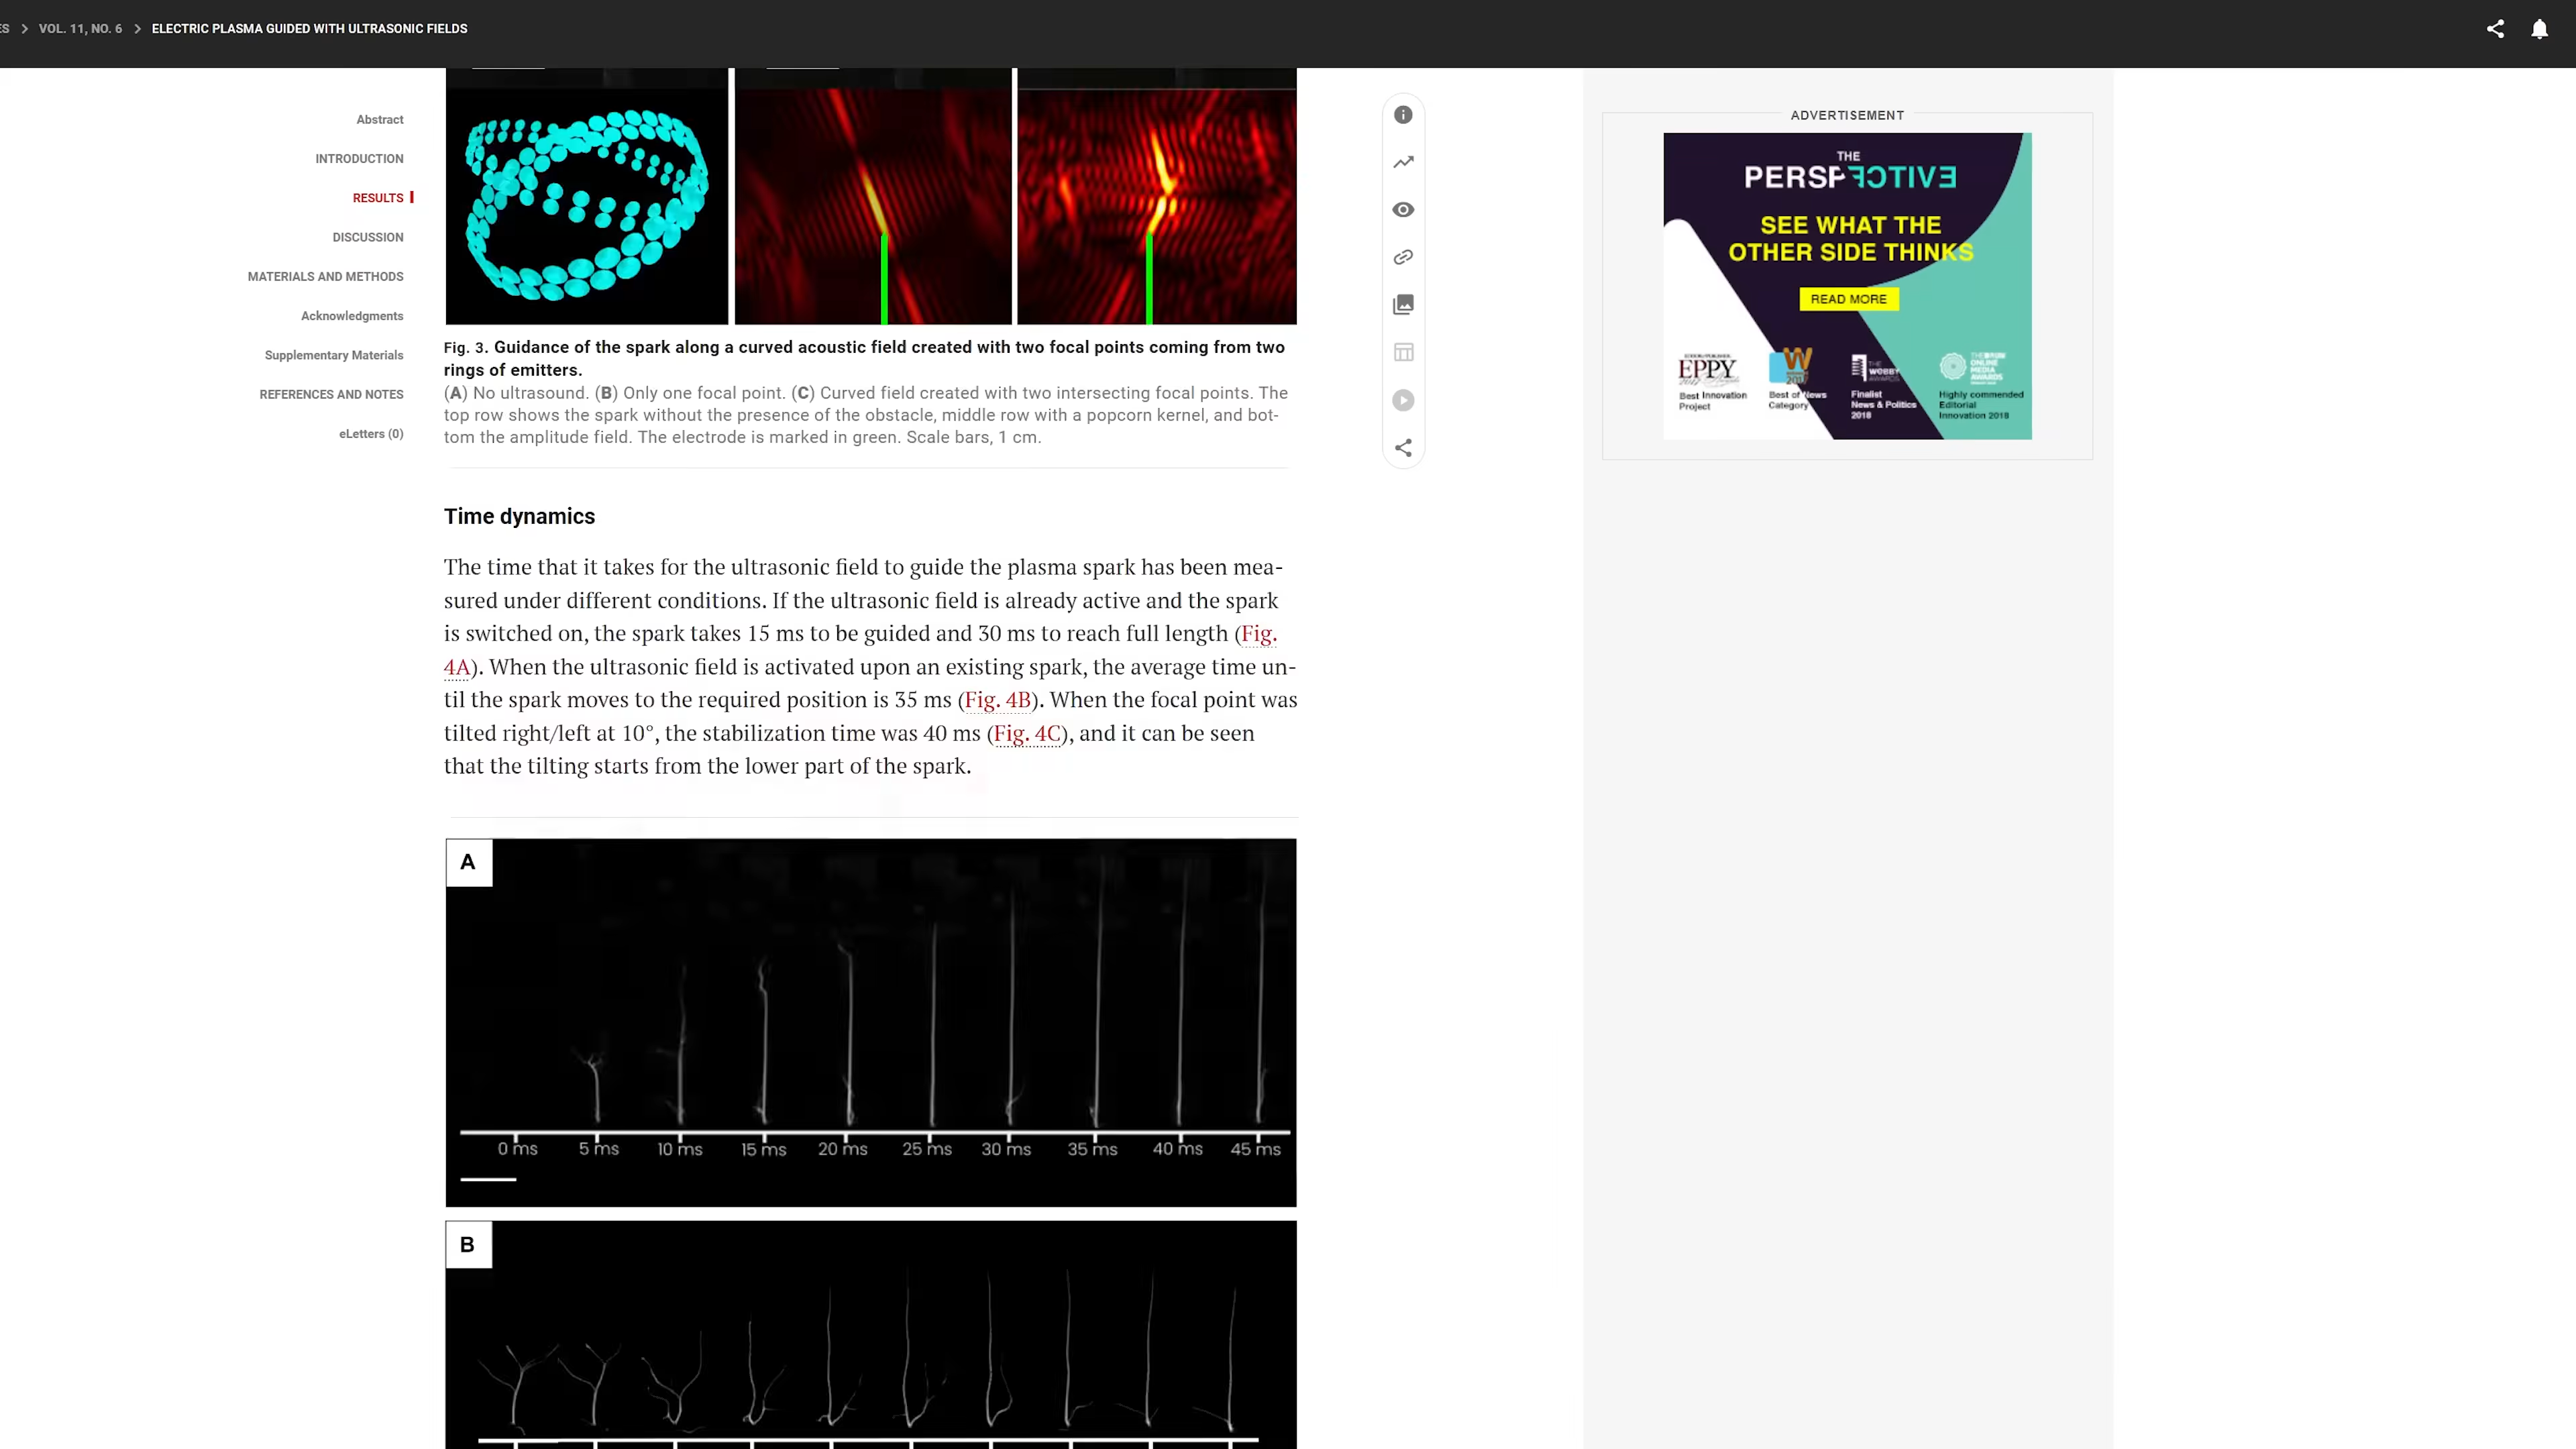 ES > VOL. 11, NO. 6 > ELECTRIC PLASMA GUIDED WITH ULTRASONIC FIELDS
Abstract
INTRODUCTION
RESULTS
DISCUSSION
MATERIALS AND METHODS
Acknowledgments
Supplementary Materials
REFERENCES AND NOTES
eLetters (0)
Fig. 3. Guidance of the spark along a curved acoustic field created with two focal points coming from two
rings of emitters.
(A) No ultrasound. (B) Only one focal point. (C) Curved field created with two intersecting focal points. The
top row shows the spark without the presence of the obstacle, middle row with a popcorn kernel, and bot-
tom the amplitude field. The electrode is marked in green. Scale bars, 1 cm.
Time dynamics
The time that it takes for the ultrasonic field to guide the plasma spark has been mea-
sured under different conditions. If the ultrasonic field is already active and the spark
is switched on, the spark takes 15 ms to be guided and 30 ms to reach full length (Fig.
4A). When the ultrasonic field is activated upon an existing spark, the average time un-
til the spark moves to the required position is 35 ms (Fig. 4B). When the focal point was
tilted right/left at 10°, the stabilization time was 40 ms (Fig. 4C), and it can be seen
that the tilting starts from the lower part of the spark.
A
0 ms 5 ms 10 ms 15 ms 20 ms 25 ms 30 ms 35 ms 40 ms 45 ms
B
ADVERTISEMENT
THE
PERSPECTIVE
SEE WHAT THE
OTHER SIDE THINKS
READ MORE
EPPY
Best Innovation
Project
W
2017
Best of News
Category
THE
WEBBY
AWARDS
Finalist
News & Politics
2018
THE DRUM
ONLINE
MEDIA
AWARDS
Highly commended
Editorial
Innovation 2018